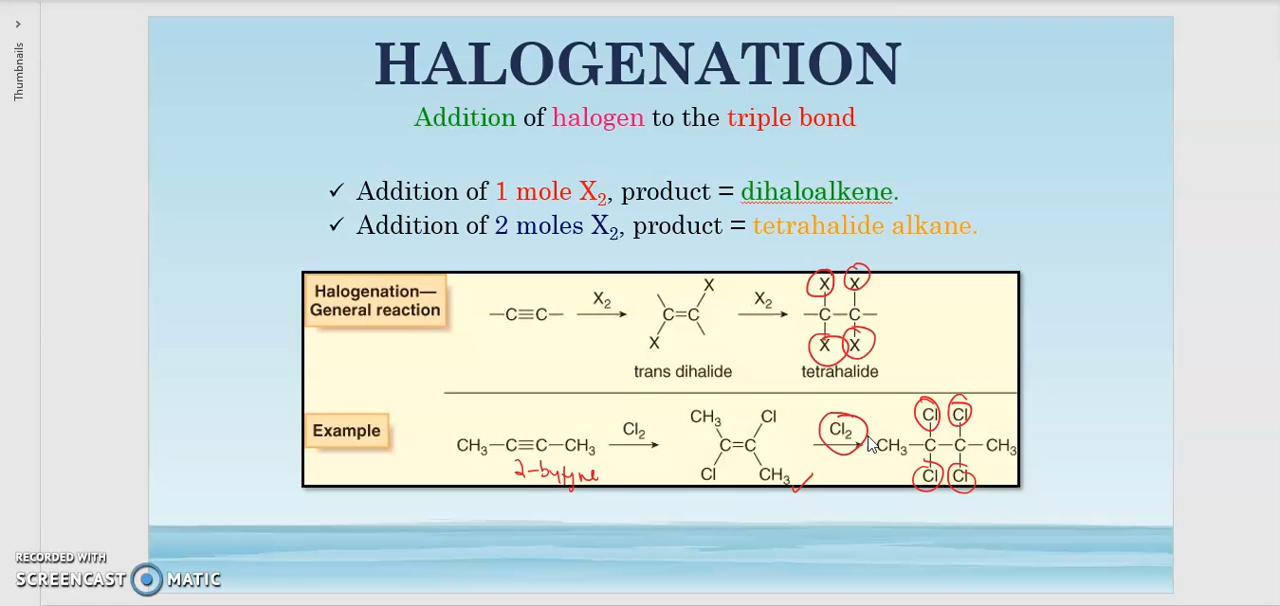 Thumbnails
HALOGENATION
Addition of halogen to the triple bond
✓ Addition of 1 mole X₂, product = dihaloalkene.
✓ Addition of 2 moles X₂, product = tetrahalide alkane.
Halogenation—
General reaction
X X X
—C≡C— X₂ C=C X₂ —C—C—
X X X
trans dihalide tetrahalide
Example
CH₃ Cl Cl Cl
CH₃—C≡C—CH₃ Cl₂ C=C Cl₂ CH₃—C—C—CH₃
2-butyne Cl CH₃ Cl Cl
RECORDED WITH
SCREENCAST MATIC